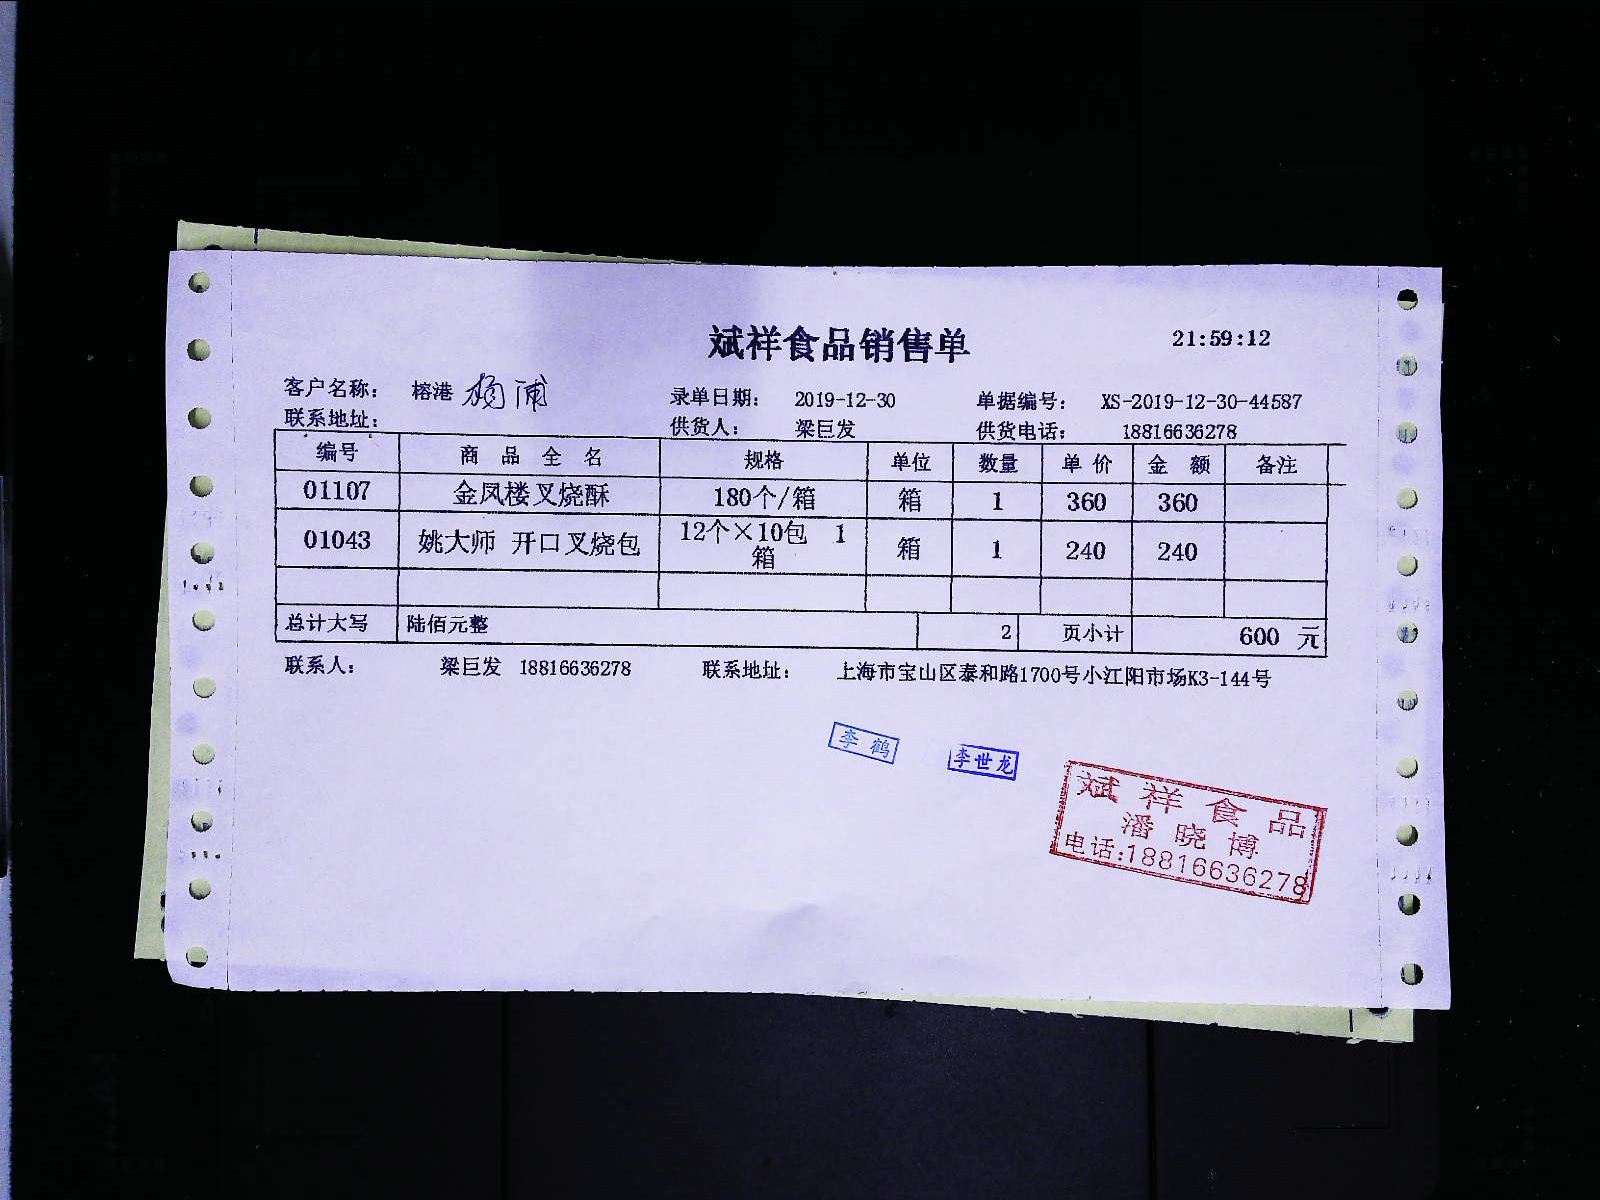 斌祥食品销售单
21:59:12
客户名称： 榕港 杨浦 录单日期： 2019-12-30 单据编号： XS-2019-12-30-44587
联系地址： 供货人： 梁巨发 供货电话： 18816636278
编号 商品全名 规格 单位 数量 单价 金额 备注
01107 金凤楼叉烧酥 180个/箱 箱 1 360 360
01043 姚大师 开口叉烧包 12个×10包 1箱 箱 1 240 240
总计大写 陆佰元整 2 页小计 600 元
联系人： 梁巨发 18816636278 联系地址： 上海市宝山区泰和路1700号小江阳市场K3-144号
李鹤
李世龙
斌祥食品
潘晓博
电话:18816636278